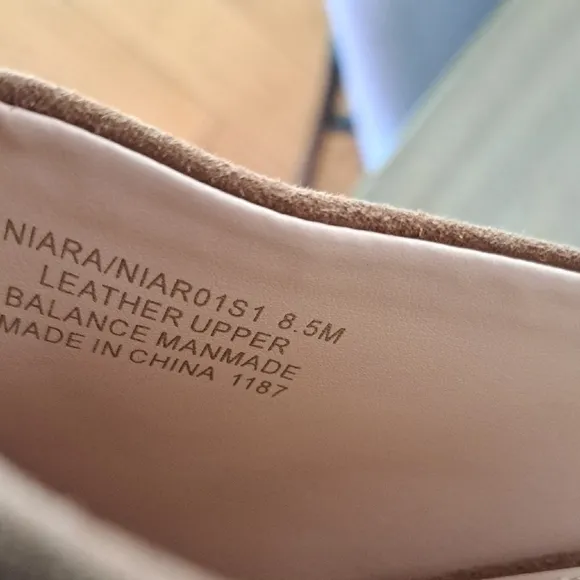 NIARA/NIAR01S1 8.5M
LEATHER UPPER
BALANCE MANMADE
MADE IN CHINA 1187